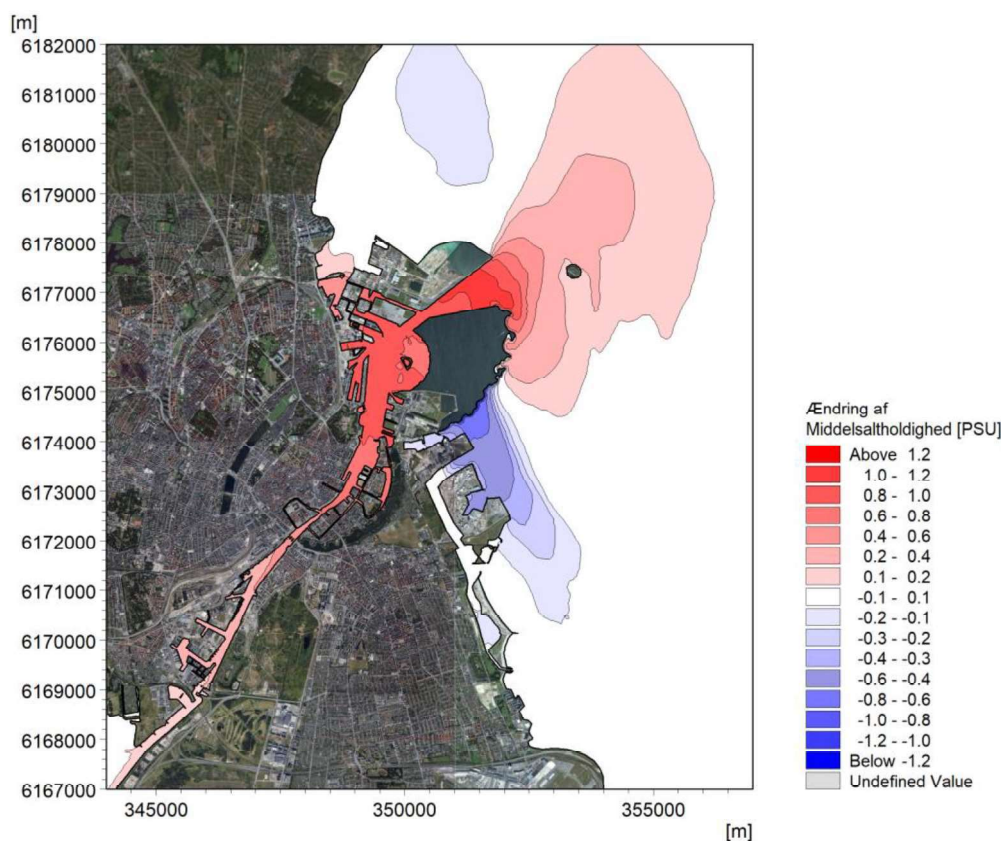 [m]
6182000
6181000
6180000
6179000
6178000
6177000
6176000
6175000
6174000
6173000
6172000
6171000
6170000
6169000
6168000
6167000
345000
350000
355000
[m]
Ændring af
Middelsaltholdighed [PSU]
Above 1.2
1.0 - 1.2
0.8 - 1.0
0.6 - 0.8
0.4 - 0.6
0.2 - 0.4
0.1 - 0.2
-0.1 - 0.1
-0.2 - -0.1
-0.3 - -0.2
-0.4 - -0.3
-0.6 - -0.4
-0.8 - -0.6
-1.0 - -0.8
-1.2 - -1.0
Below -1.2
Undefined Value